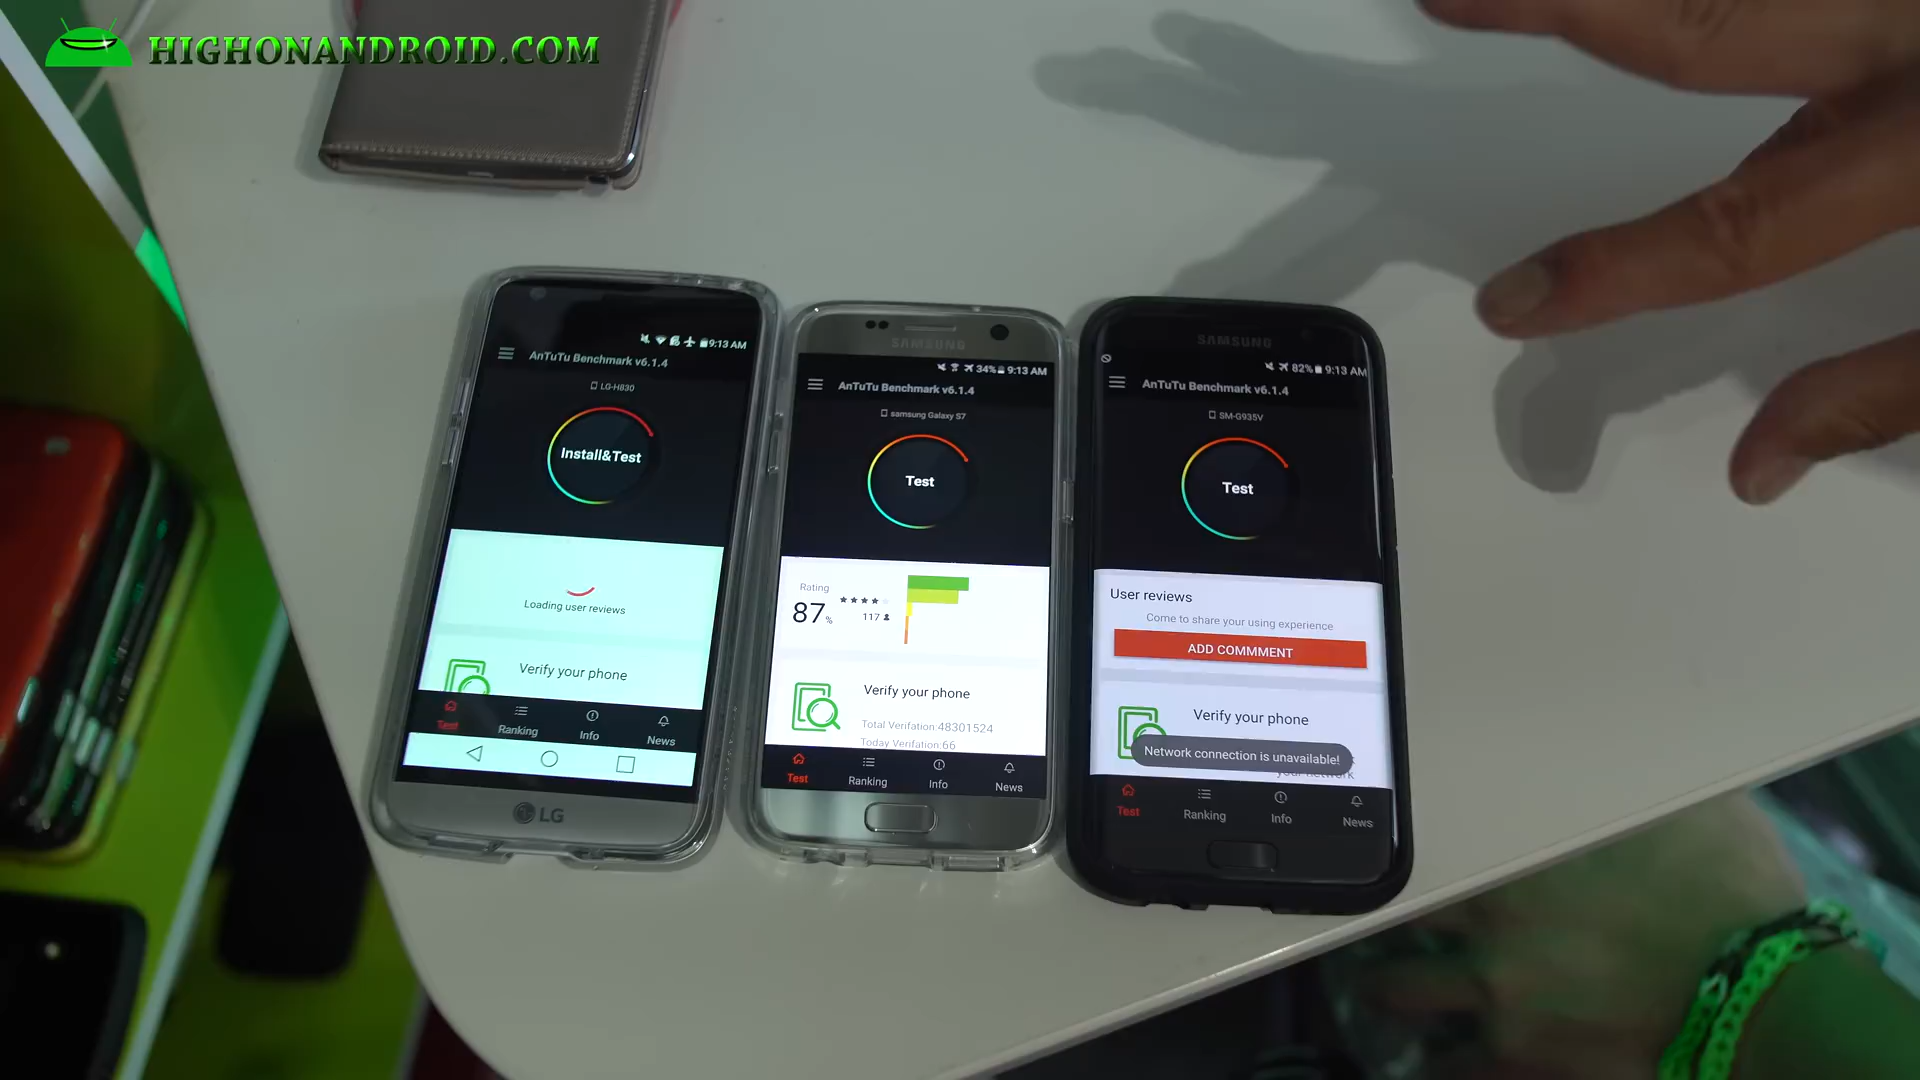 HIGHONANDROID.COM
9:13 AM
AnTuTu Benchmark v6.1.4
LG-H830
Install&Test
Loading user reviews
Verify your phone
Test
Ranking
Info
News
LG
SAMSUNG
34% 9:13 AM
AnTuTu Benchmark v6.1.4
samsung Galaxy S7
Test
Rating
87%
117
Verify your phone
Total Verifation:48301524
Today Verifation:66
Test
Ranking
Info
News
SAMSUNG
82% 9:13 AM
AnTuTu Benchmark v6.1.4
SM-G935V
Test
User reviews
Come to share your using experience
ADD COMMMENT
Verify your phone
Network connection is unavailable!
your network
Test
Ranking
Info
News